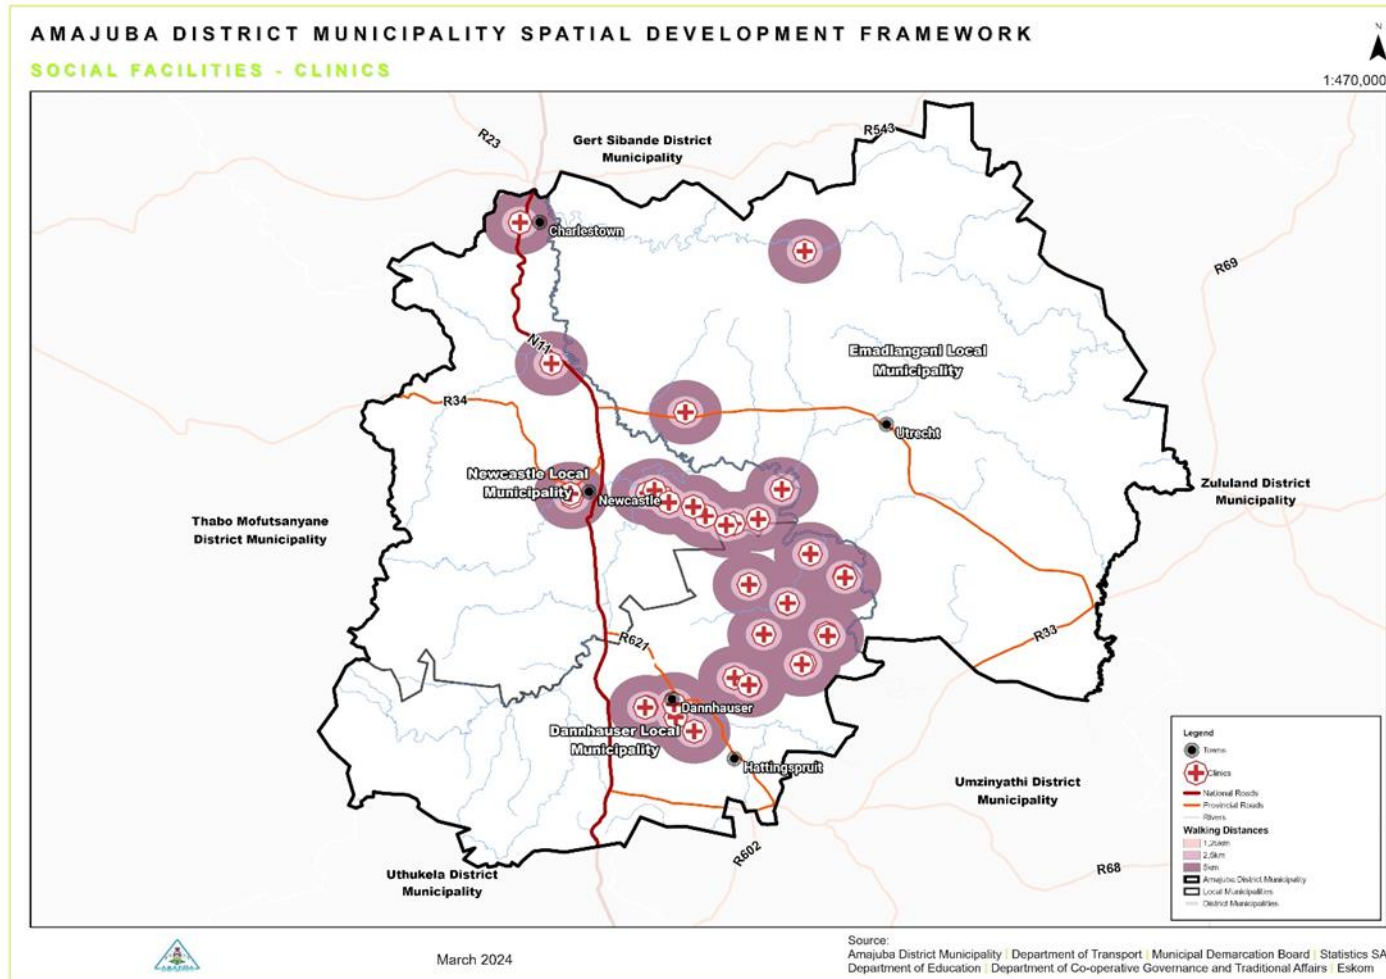 AMAJUBA DISTRICT MUNICIPALITY SPATIAL DEVELOPMENT FRAMEWORK
SOCIAL FACILITIES - CLINICS
N
1:470,000
R23
Gert Sibande District
Municipality
R543
Charlestown
R69
N11
Emadlangeni Local
Municipality
R34
Utrecht
Newcastle Local
Municipality
Newcastle
Zululand District
Municipality
Thabo Mofutsanyane
District Municipality
R621
R33
Dannhauser
Dannhauser Local
Municipality
Hattingspruit
Umzinyathi District
Municipality
R602
R68
Uthukela District
Municipality
Legend
Towns
Clinics
National Roads
Provincial Roads
Rivers
Walking Distances
1,25km
2,5km
5km
Amajuba District Municipality
Local Municipalities
District Municipalities
AMAJUBA
March 2024
Source:
Amajuba District Municipality | Department of Transport | Municipal Demarcation Board | Statistics SA
Department of Education | Department of Co-operative Governance and Traditional Affairs | Eskom